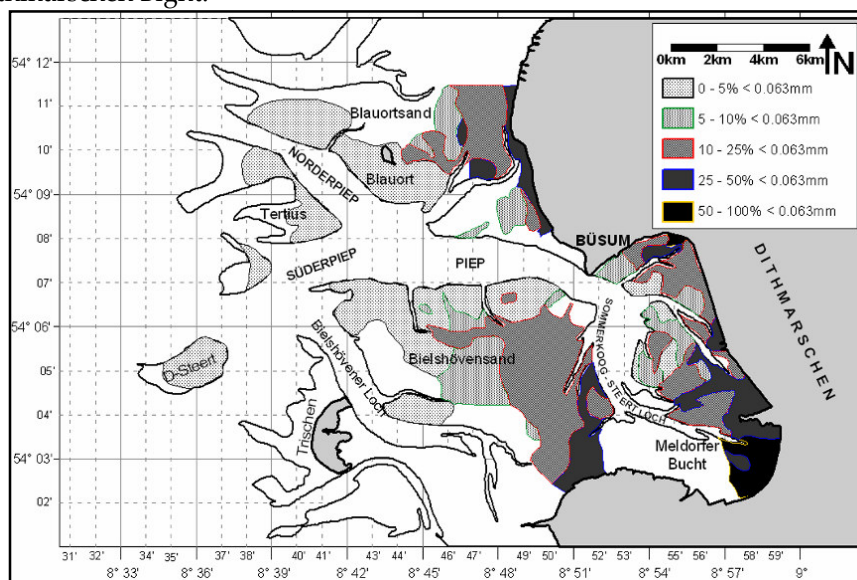 54° 12'
11'
10'
54° 09'
08'
07'
54° 06'
05'
04'
54° 03'
02'
0km 2km 4km 6km
N
0 - 5% < 0.063mm
5 - 10% < 0.063mm
10 - 25% < 0.063mm
25 - 50% < 0.063mm
50 - 100% < 0.063mm
Blauortsand
NORDERPIEP
Blauort
Tertius
BÜSUM
SÜDERPIEP
PIEP
DITHMARSCHEN
SOMMERKOOG - STEERT LOCH
Bielshövener Loch
Bielshövensand
D-Steert
Trischen
Meldorfer
Bucht
31' 32' 34' 35' 37' 38' 40' 41' 43' 44' 46' 47' 49' 50' 52' 53' 55' 56' 58' 59'
8° 33' 8° 36' 8° 39' 8° 42' 8° 45' 8° 48' 8° 51' 8° 54' 8° 57' 9°